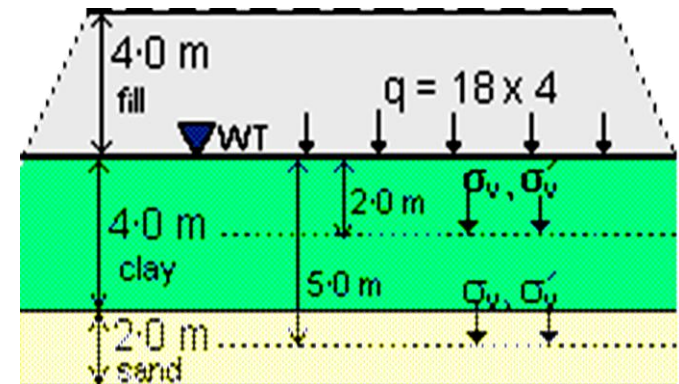 4·0 m
fill
q = 18 x 4
WT
σᵥ, σᵥ′
2·0 m
4·0 m
clay
5·0 m
σᵥ, σᵥ′
2·0 m
sand